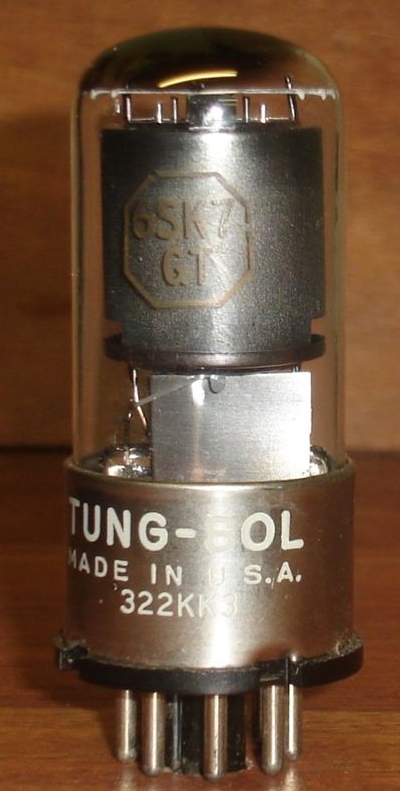 6SK7
GT
TUNG-SOL
MADE IN U.S.A.
322KK3